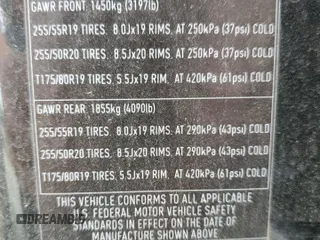 GAWR FRONT: 1450kg (3197lb)
255/55R19 TIRES. 8.0Jx19 RIMS. AT 250kPa (37psi) COLD
255/50R20 TIRES. 8.5Jx20 RIMS. AT 250kPa (37psi) COLD
T175/80R19 TIRES. 5.5Jx19 RIM. AT 420kPa (61psi) COLD
GAWR REAR: 1855kg (4090lb)
255/55R19 TIRES. 8.0Jx19 RIMS. AT 290kPa (43psi) COLD
255/50R20 TIRES. 8.5Jx20 RIMS. AT 290kPa (43psi) COLD
T175/80R19 TIRES. 5.5Jx19 RIM. AT 420kPa (61psi) COLD
THIS VEHICLE CONFORMS TO ALL APPLICABLE
U.S. FEDERAL MOTOR VEHICLE SAFETY
STANDARDS IN EFFECT ON THE DATE OF
MANUFACTURE SHOWN ABOVE